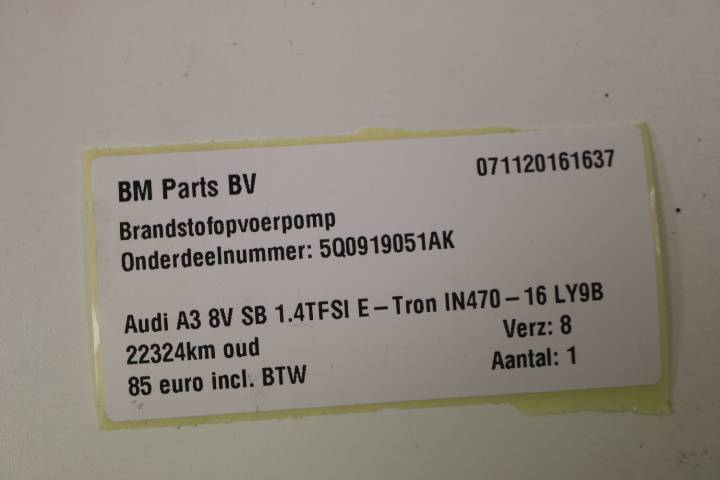 BM Parts BV 071120161637
Brandstofopvoerpomp
Onderdeelnummer: 5Q0919051AK
Audi A3 8V SB 1.4TFSI E-Tron IN470-16 LY9B
22324km oud Verz: 8
85 euro incl. BTW Aantal: 1